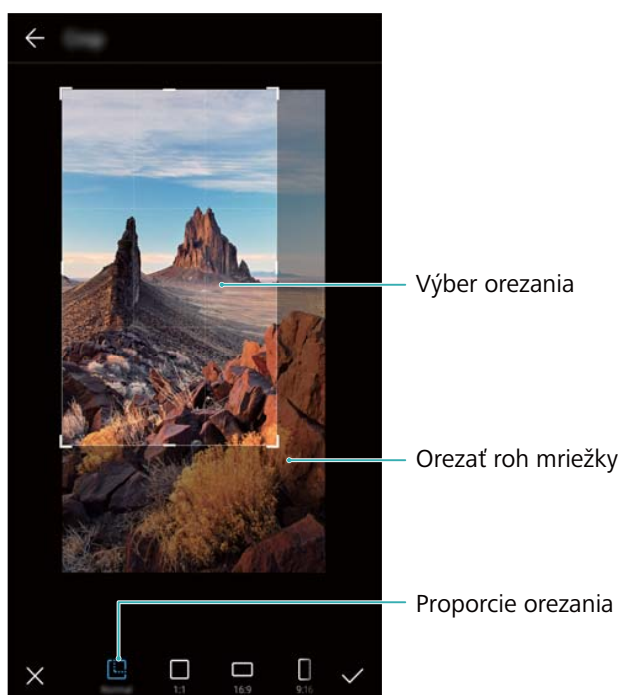 Výber orezania
Orezať roh mriežky
Proporcie orezania
1:1
16:9
9:16